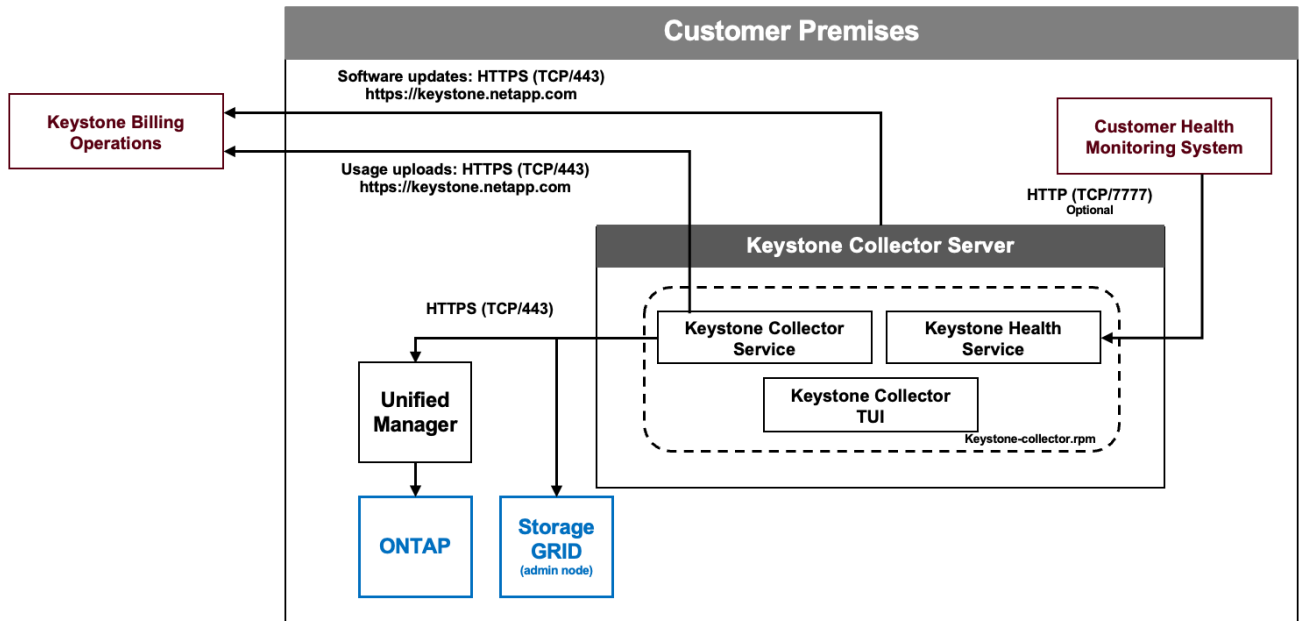 Customer Premises
Software updates: HTTPS (TCP/443)
https://keystone.netapp.com
Keystone Billing
Operations
Customer Health
Monitoring System
Usage uploads: HTTPS (TCP/443)
https://keystone.netapp.com
HTTP (TCP/7777)
Optional
Keystone Collector Server
HTTPS (TCP/443)
Keystone Collector
Service
Keystone Health
Service
Keystone Collector
TUI
Keystone-collector.rpm
Unified
Manager
ONTAP
Storage
GRID
(admin node)